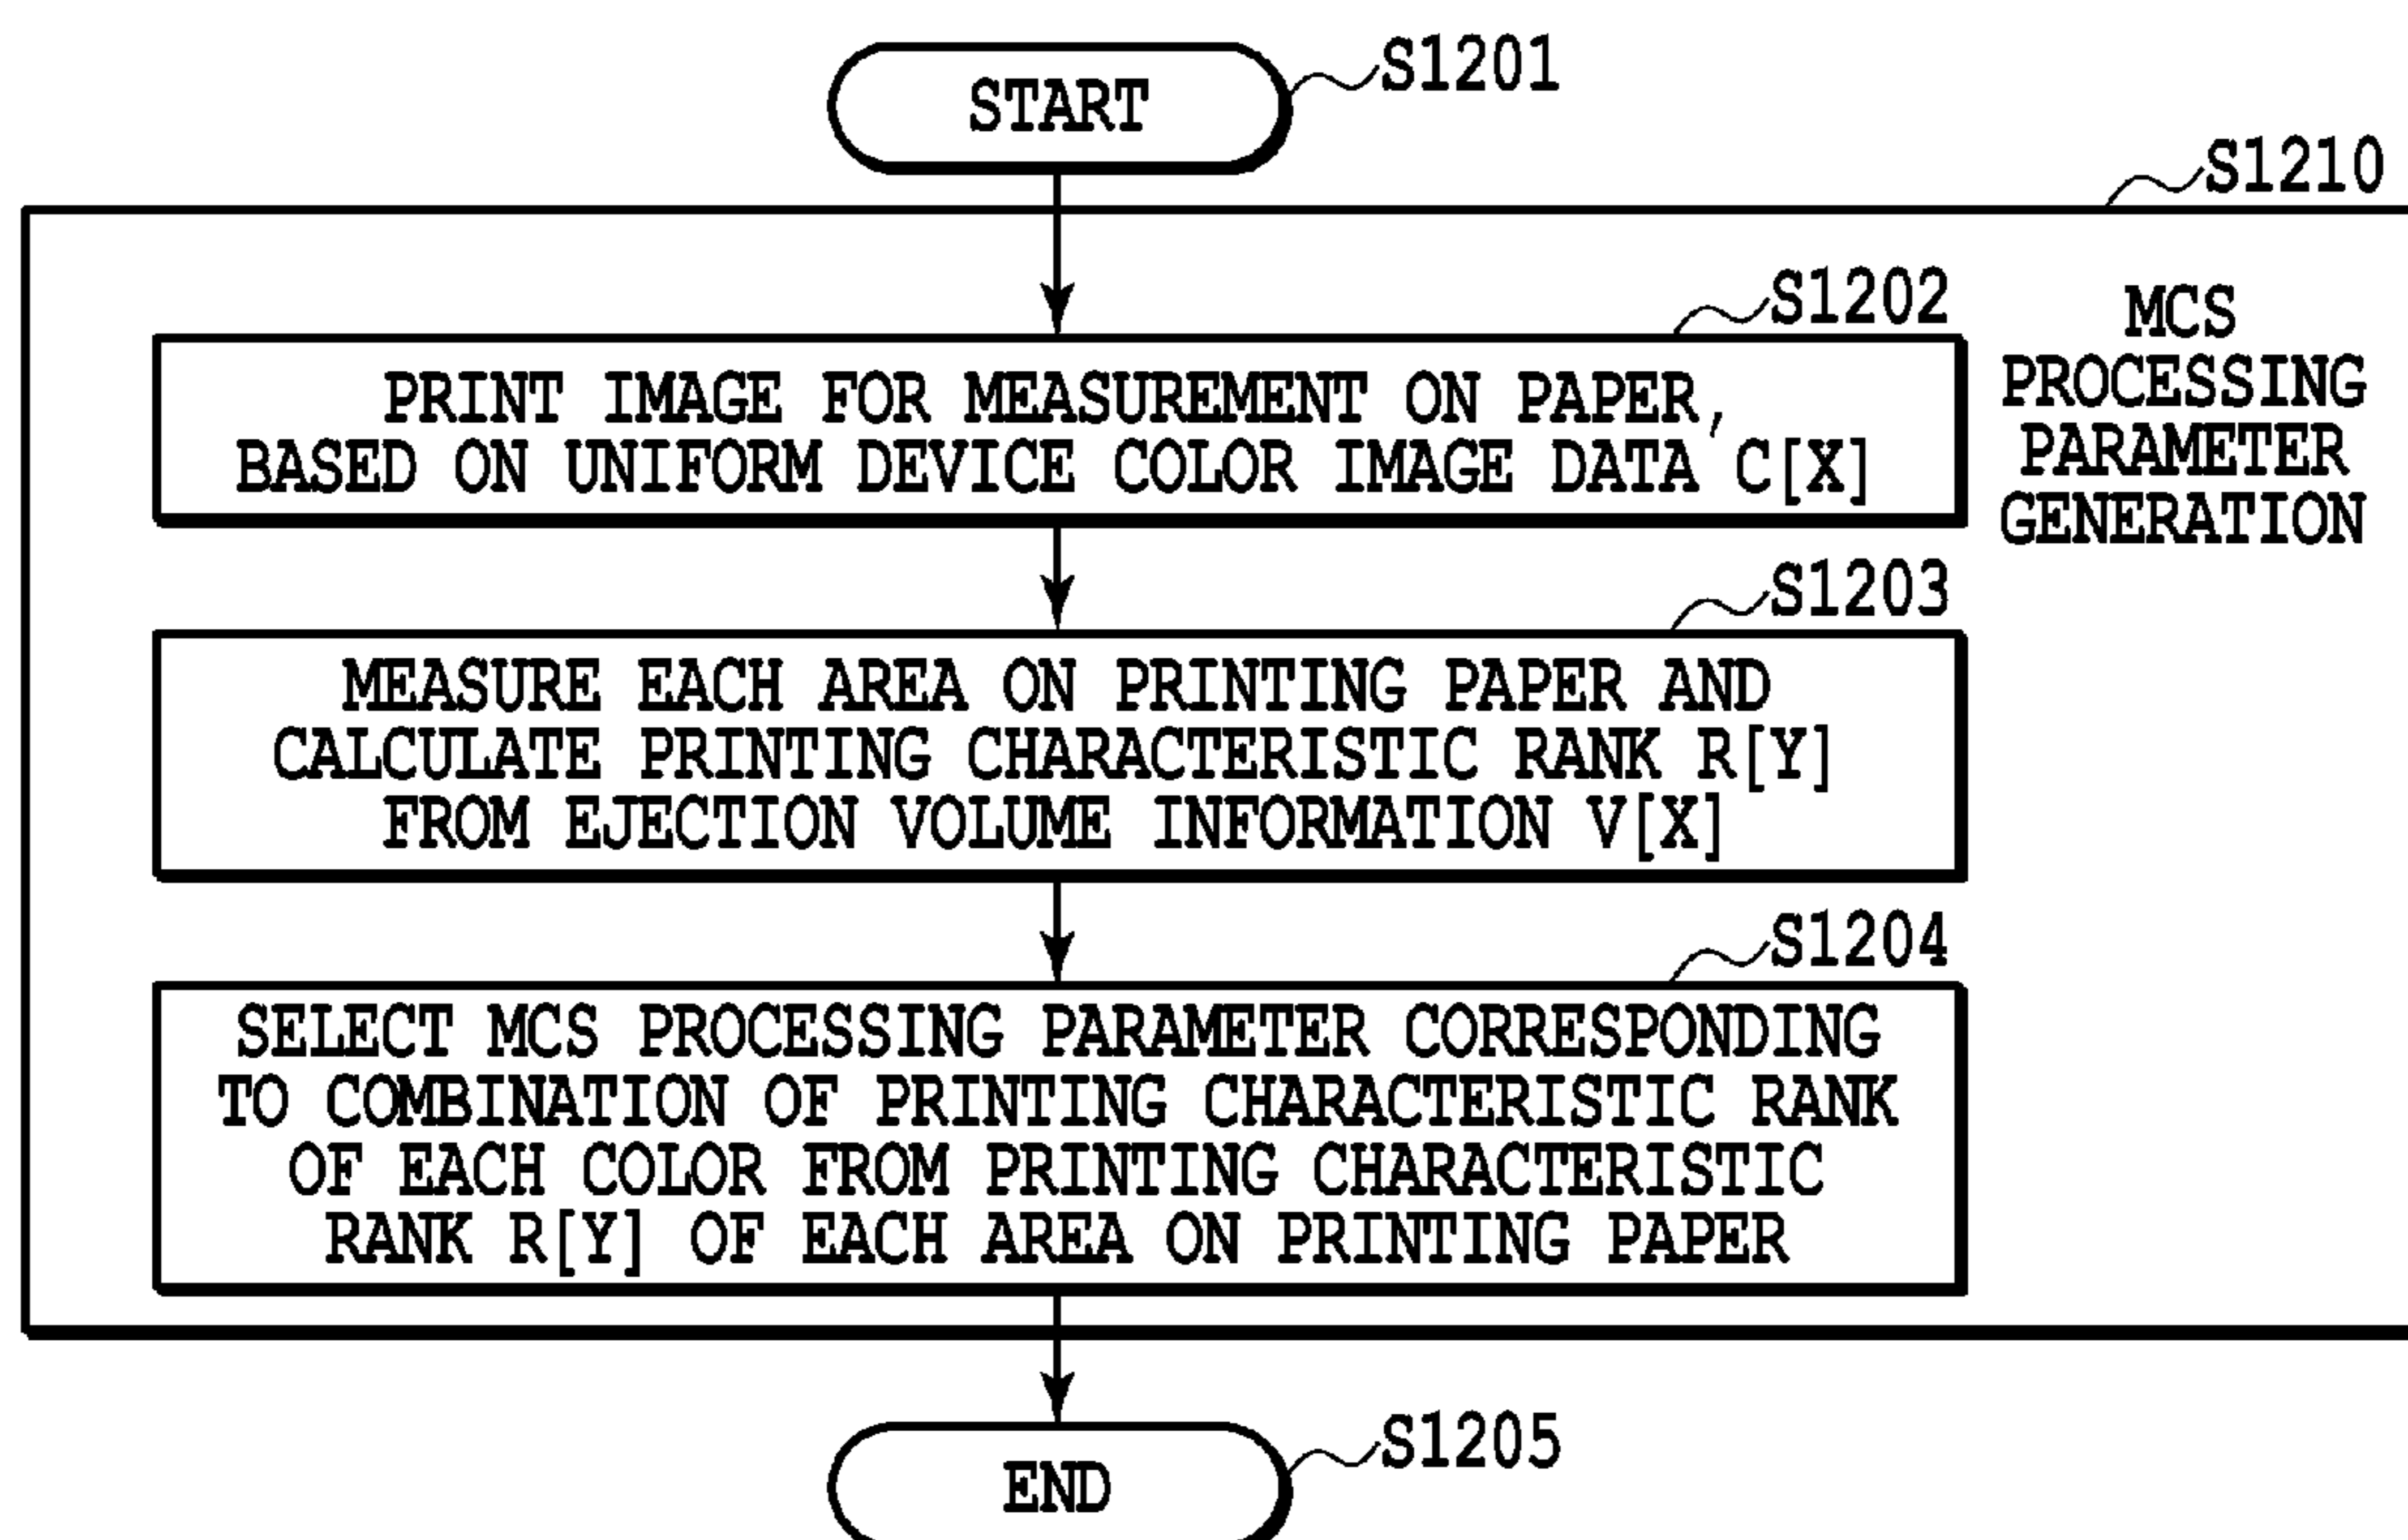 START
S1201
S1210
S1202
MCS
PROCESSING
PARAMETER
GENERATION
PRINT IMAGE FOR MEASUREMENT ON PAPER,
BASED ON UNIFORM DEVICE COLOR IMAGE DATA C[X]
S1203
MEASURE EACH AREA ON PRINTING PAPER AND
CALCULATE PRINTING CHARACTERISTIC RANK R[Y]
FROM EJECTION VOLUME INFORMATION V[X]
S1204
SELECT MCS PROCESSING PARAMETER CORRESPONDING
TO COMBINATION OF PRINTING CHARACTERISTIC RANK
OF EACH COLOR FROM PRINTING CHARACTERISTIC
RANK R[Y] OF EACH AREA ON PRINTING PAPER
S1205
END